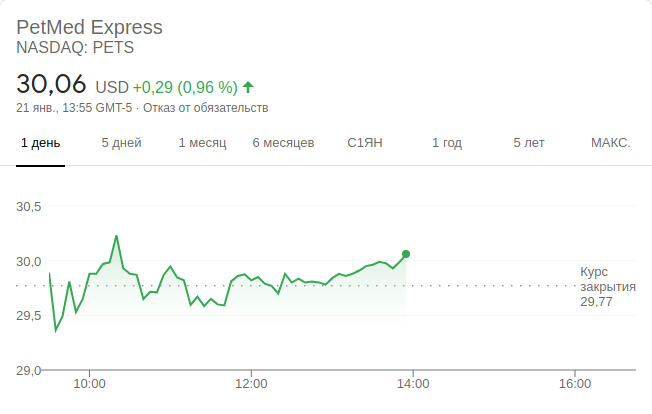 PetMed Express
NASDAQ: PETS
30,06 USD +0,29 (0,96 %)
21 янв., 13:55 GMT-5 · Отказ от обязательств
1 день 5 дней 1 месяц 6 месяцев С1ЯН 1 год 5 лет МАКС.
30,5
30,0
Курс
закрытия
29,77
29,5
29,0
10:00 12:00 14:00 16:00